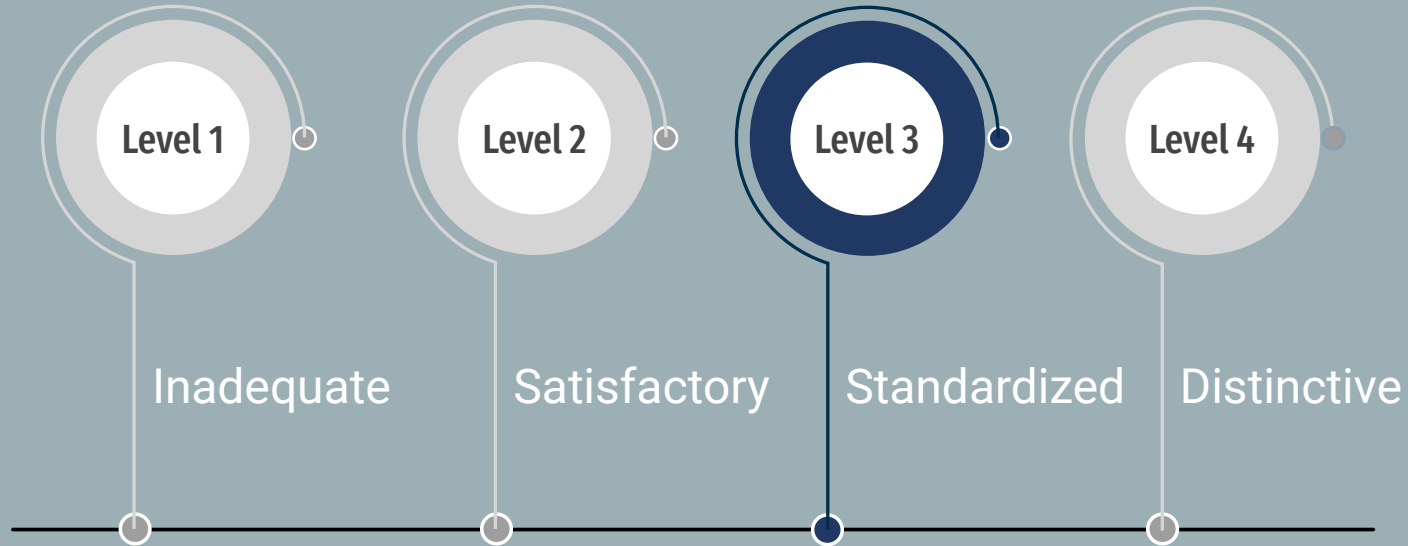 Level 1
Level 2
Level 3
Level 4
Inadequate
Satisfactory
Standardized
Distinctive